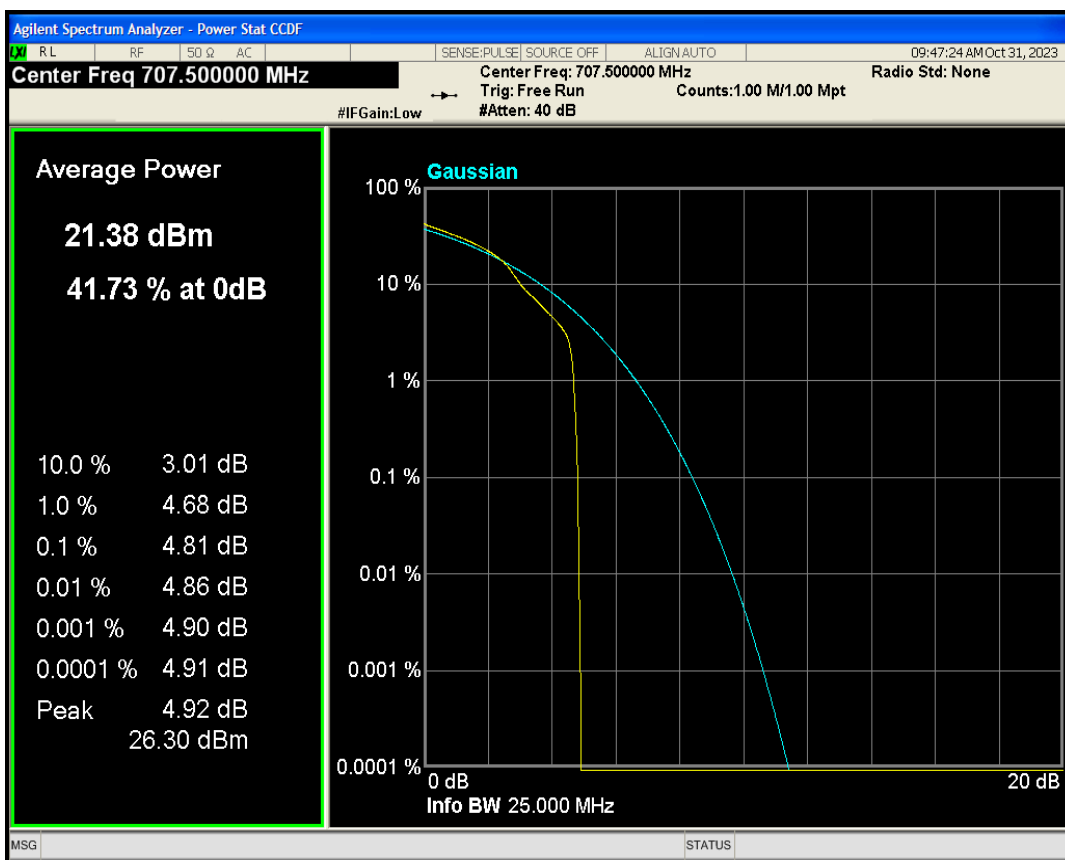 Agilent Spectrum Analyzer - Power Stat CCDF
LXI RL RF 50 Ω AC SENSE:PULSE SOURCE OFF ALIGN AUTO 09:47:24 AM Oct 31, 2023
Center Freq 707.500000 MHz
Center Freq: 707.500000 MHz Radio Std: None
Trig: Free Run Counts:1.00 M/1.00 Mpt
#IFGain:Low #Atten: 40 dB
Average Power
21.38 dBm
41.73 % at 0dB
10.0 % 3.01 dB
1.0 % 4.68 dB
0.1 % 4.81 dB
0.01 % 4.86 dB
0.001 % 4.90 dB
0.0001 % 4.91 dB
Peak 4.92 dB
26.30 dBm
Gaussian
100 %
10 %
1 %
0.1 %
0.01 %
0.001 %
0.0001 %
0 dB 20 dB
Info BW 25.000 MHz
MSG STATUS